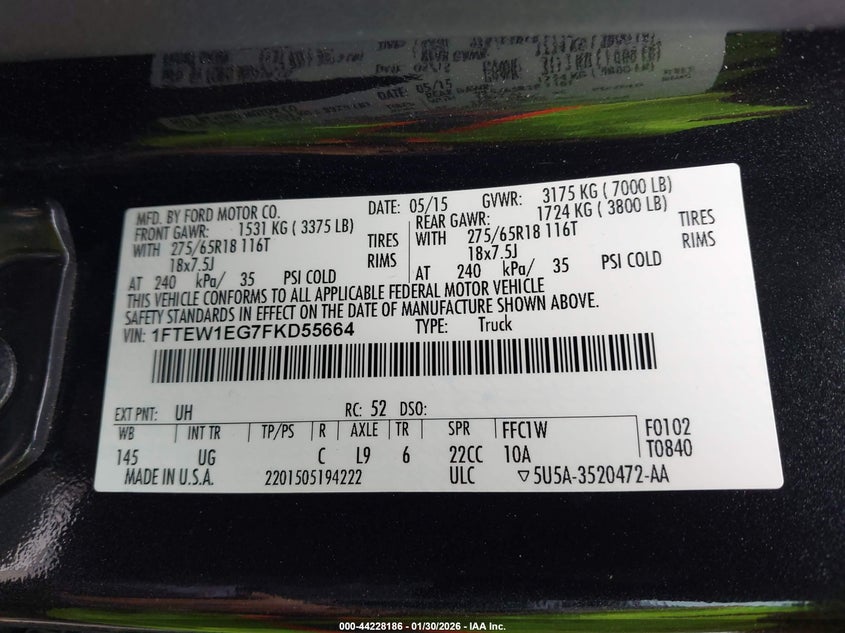 DATE: 05/15
MFD. BY FORD MOTOR CO. DATE: 05/15 GVWR: 3175 KG ( 7000 LB)
FRONT GAWR: 1531 KG ( 3375 LB) REAR GAWR: 1724 KG ( 3800 LB)
WITH 275/65R18 116T TIRES WITH 275/65R18 116T TIRES
18x7.5J RIMS 18x7.5J RIMS
AT 240 kPa/ 35 PSI COLD AT 240 kPa/ 35 PSI COLD
THIS VEHICLE CONFORMS TO ALL APPLICABLE FEDERAL MOTOR VEHICLE
SAFETY STANDARDS IN EFFECT ON THE DATE OF MANUFACTURE SHOWN ABOVE.
VIN: 1FTEW1EG7FKD55664 TYPE: Truck
EXT PNT: UH RC: 52 DSO:
WB INT TR TP/PS R AXLE TR SPR FFC1W F0102
145 UG C L9 6 22CC 10A T0840
MADE IN U.S.A. 2201505194222 ULC ▽5U5A-3520472-AA
000-44228186 - 01/30/2026 - IAA Inc.